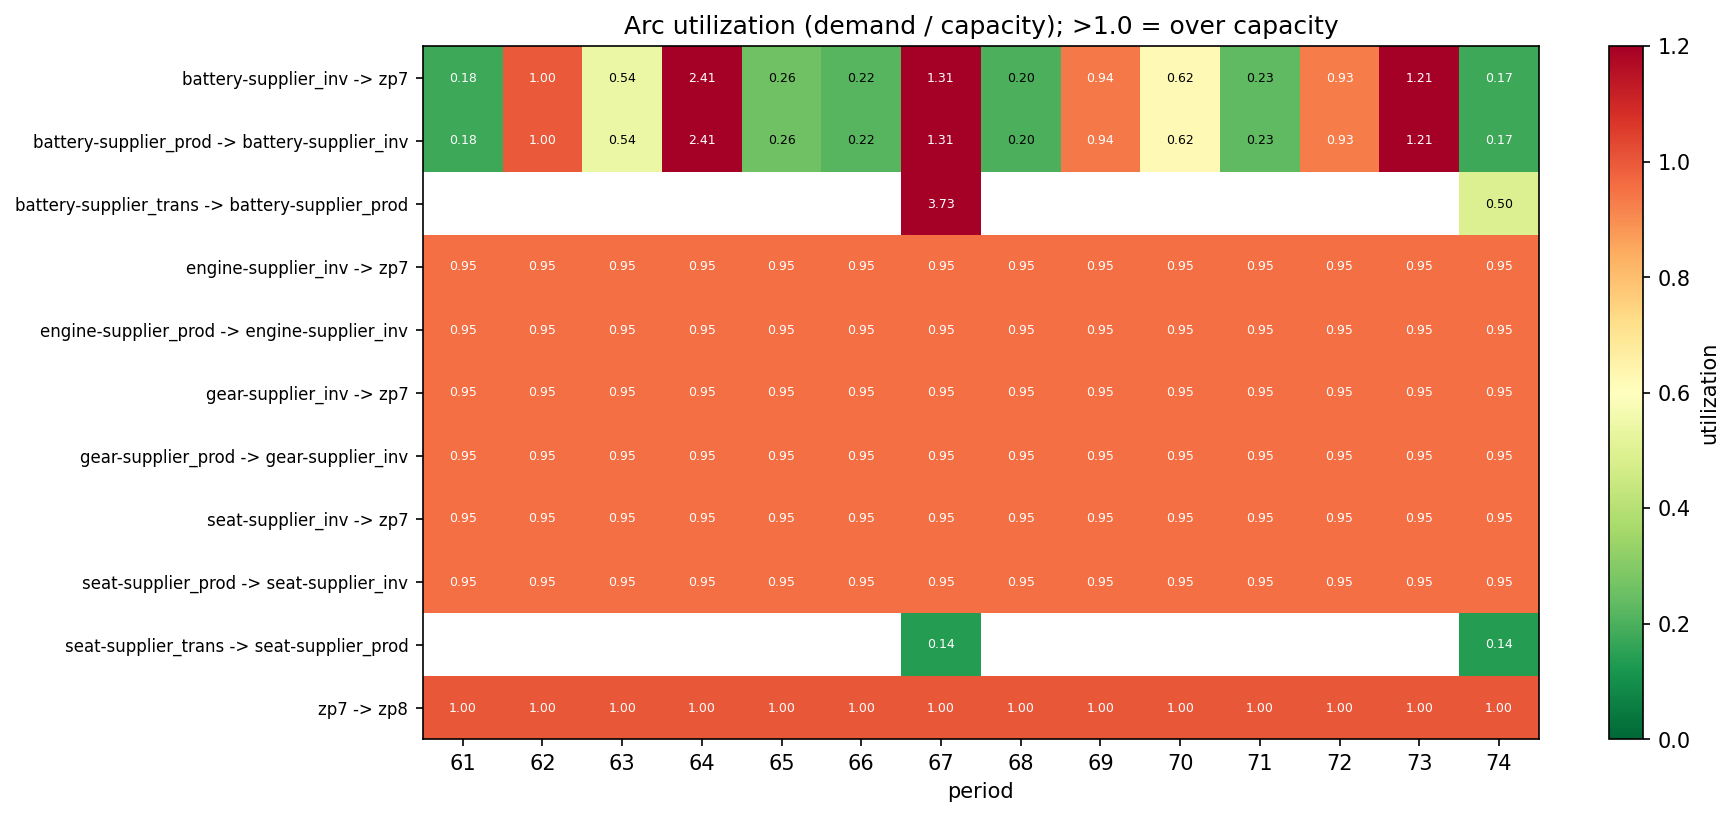 Arc utilization (demand / capacity); >1.0 = over capacity
battery-supplier_inv -> zp7 0.18 1.00 0.54 2.41 0.26 0.22 1.31 0.20 0.94 0.62 0.23 0.93 1.21 0.17
battery-supplier_prod -> battery-supplier_inv 0.18 1.00 0.54 2.41 0.26 0.22 1.31 0.20 0.94 0.62 0.23 0.93 1.21 0.17
battery-supplier_trans -> battery-supplier_prod 3.73 0.50
engine-supplier_inv -> zp7 0.95 0.95 0.95 0.95 0.95 0.95 0.95 0.95 0.95 0.95 0.95 0.95 0.95 0.95
engine-supplier_prod -> engine-supplier_inv 0.95 0.95 0.95 0.95 0.95 0.95 0.95 0.95 0.95 0.95 0.95 0.95 0.95 0.95
gear-supplier_inv -> zp7 0.95 0.95 0.95 0.95 0.95 0.95 0.95 0.95 0.95 0.95 0.95 0.95 0.95 0.95
gear-supplier_prod -> gear-supplier_inv 0.95 0.95 0.95 0.95 0.95 0.95 0.95 0.95 0.95 0.95 0.95 0.95 0.95 0.95
seat-supplier_inv -> zp7 0.95 0.95 0.95 0.95 0.95 0.95 0.95 0.95 0.95 0.95 0.95 0.95 0.95 0.95
seat-supplier_prod -> seat-supplier_inv 0.95 0.95 0.95 0.95 0.95 0.95 0.95 0.95 0.95 0.95 0.95 0.95 0.95 0.95
seat-supplier_trans -> seat-supplier_prod 0.14 0.14
zp7 -> zp8 1.00 1.00 1.00 1.00 1.00 1.00 1.00 1.00 1.00 1.00 1.00 1.00 1.00 1.00
61 62 63 64 65 66 67 68 69 70 71 72 73 74
period
1.2
1.0
0.8
0.6
0.4
0.2
0.0
utilization